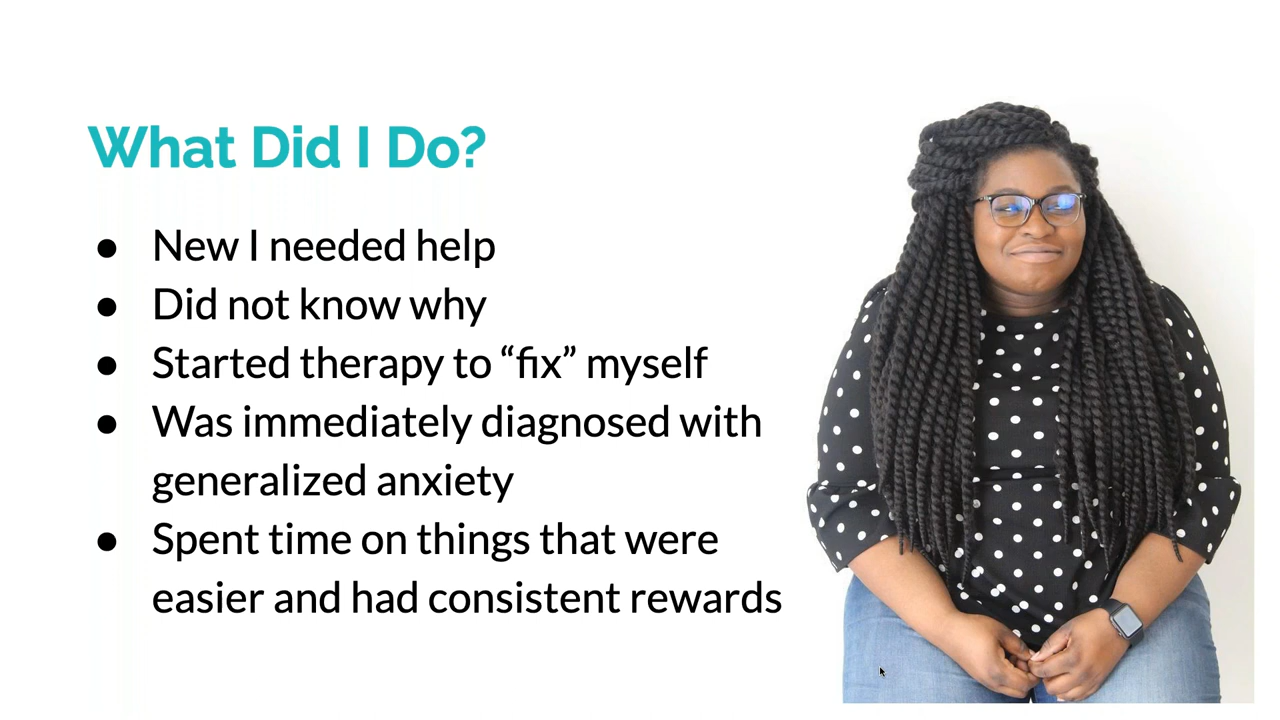 What Did I Do?
● New I needed help
● Did not know why
● Started therapy to “fix” myself
● Was immediately diagnosed with
generalized anxiety
● Spent time on things that were
easier and had consistent rewards